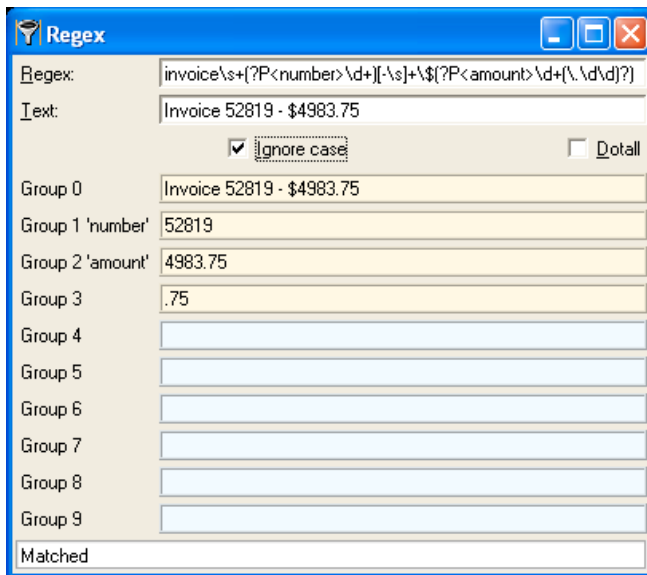 Regex
Regex: invoice\s+(?P<number>\d+)[-\s]+\$(?P<amount>\d+(\.\d\d)?)
Text: Invoice 52819 - $4983.75
Ignore case Dotall
Group 0 Invoice 52819 - $4983.75
Group 1 'number' 52819
Group 2 'amount' 4983.75
Group 3 .75
Group 4
Group 5
Group 6
Group 7
Group 8
Group 9
Matched